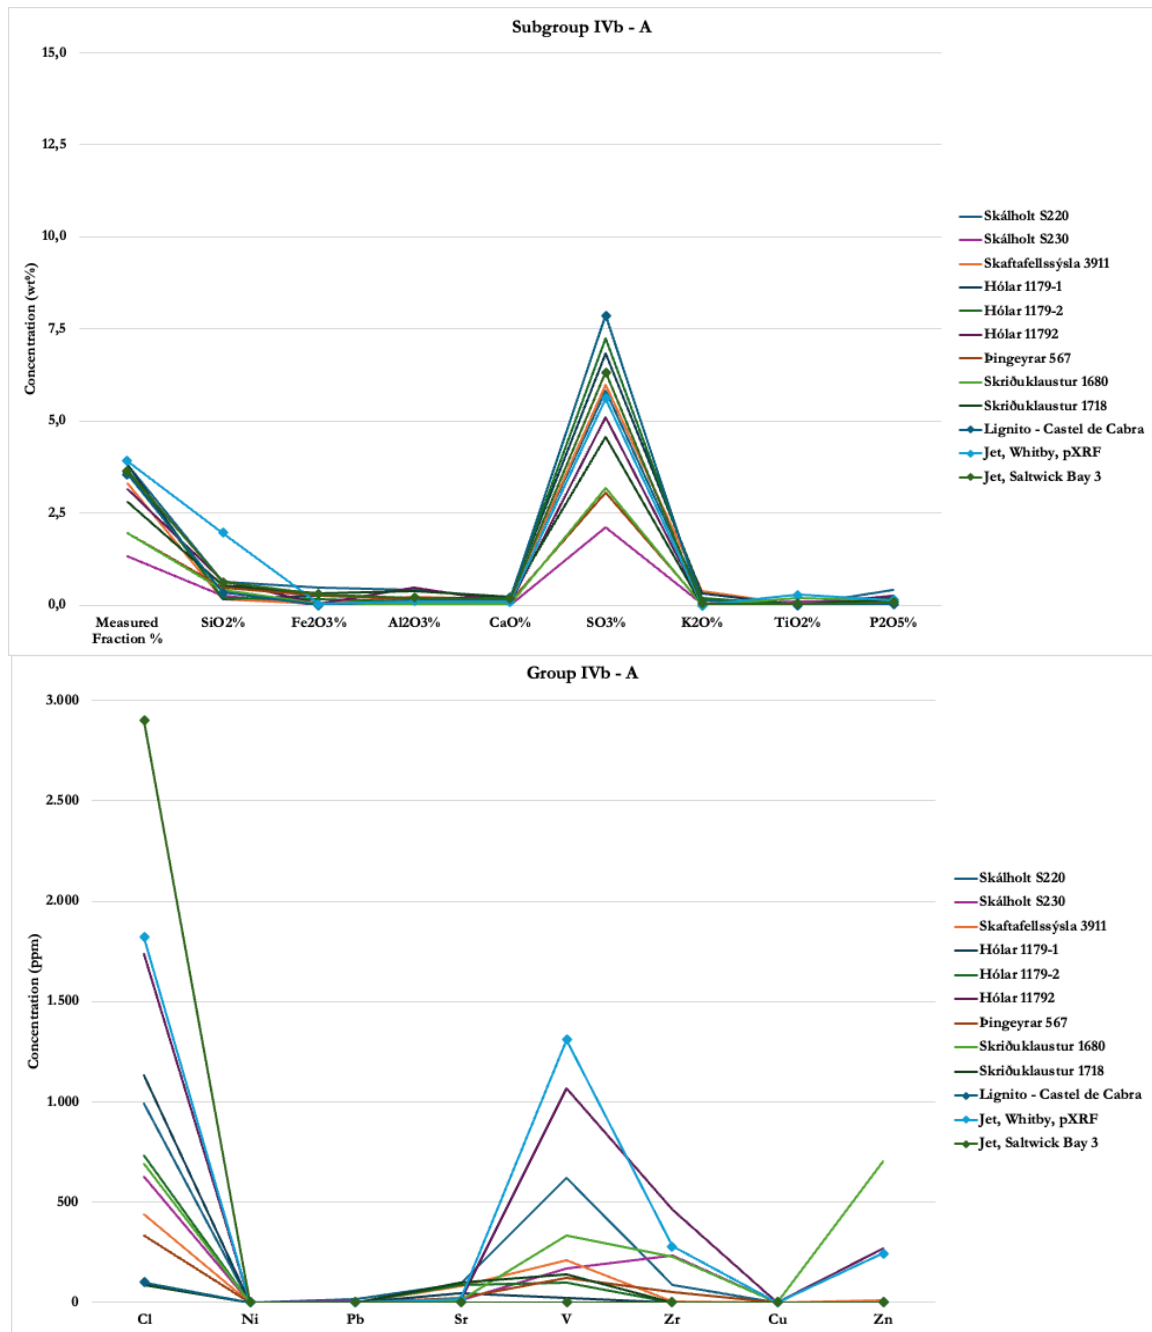 Subgroup IVb - A
15,0
12,5
10,0
7,5
5,0
2,5
0,0
Concentration (wt%)
Measured Fraction %
SiO2%
Fe2O3%
Al2O3%
CaO%
SO3%
K2O%
TiO2%
P2O5%
Skálholt S220
Skálholt S230
Skaftafellssýsla 3911
Hólar 1179-1
Hólar 1179-2
Hólar 11792
Þingeyrar 567
Skriðuklaustur 1680
Skriðuklaustur 1718
Lignito - Castel de Cabra
Jet, Whitby, pXRF
Jet, Saltwick Bay 3
Group IVb - A
3.000
2.500
2.000
1.500
1.000
500
0
Concentration (ppm)
Cl
Ni
Pb
Sr
V
Zr
Cu
Zn
Skálholt S220
Skálholt S230
Skaftafellssýsla 3911
Hólar 1179-1
Hólar 1179-2
Hólar 11792
Þingeyrar 567
Skriðuklaustur 1680
Skriðuklaustur 1718
Lignito - Castel de Cabra
Jet, Whitby, pXRF
Jet, Saltwick Bay 3